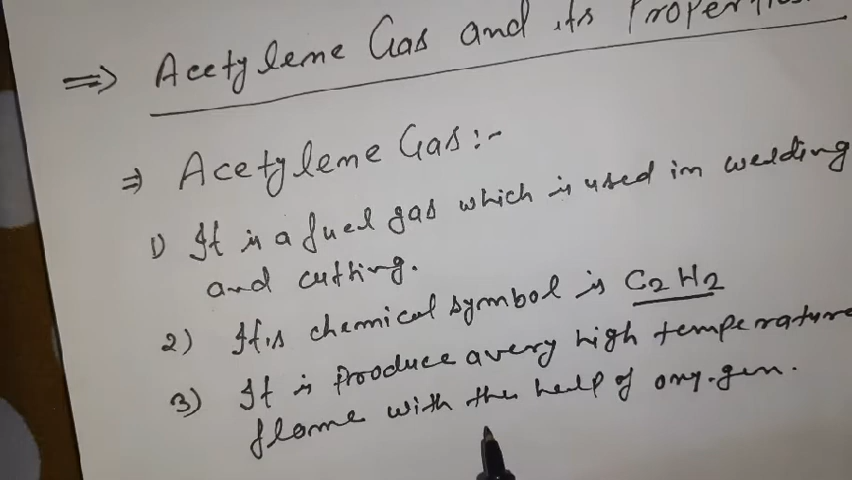 ⇒ Acetylene Gas and its Properties
⇒ Acetylene Gas:-
1) It is a fuel gas which is used in welding
and cutting.
2) It's chemical symbol is C2H2
3) It is Produce a very high temperature
flame with the help of oxy.gen.